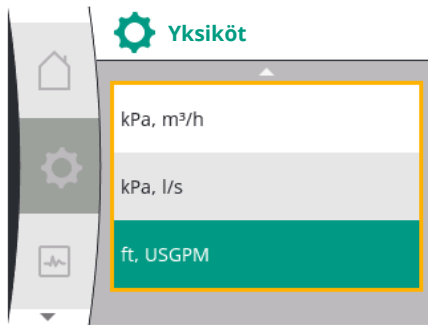 Yksiköt
kPa, m³/h
kPa, l/s
ft, USGPM